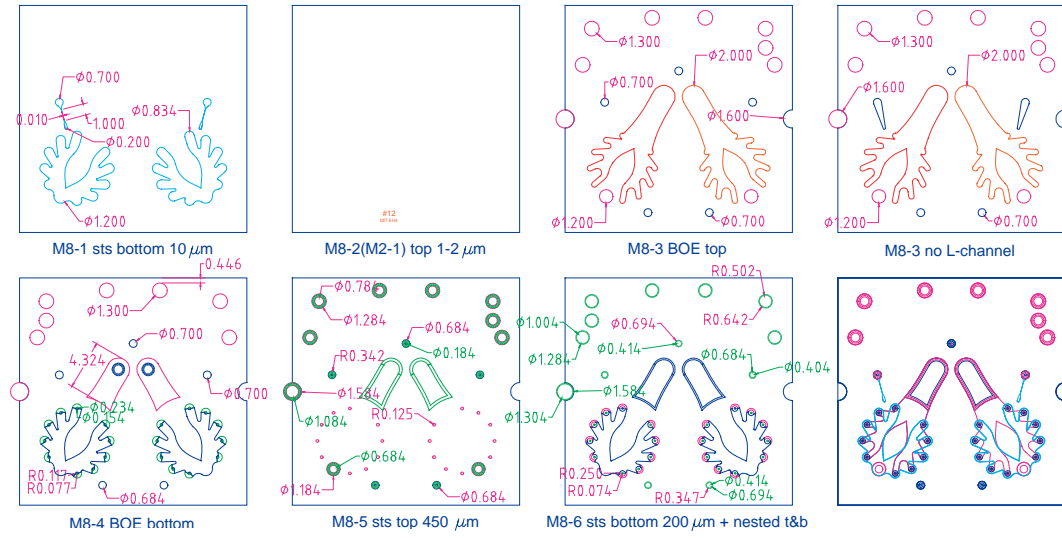 ϕ0.700
0.010
1.000
ϕ0.834
ϕ0.200
ϕ1.200
M8-1 sts bottom 10 μm
#12
M8-2(M2-1) top 1-2 μm
ϕ1.300
ϕ2.000
ϕ0.700
ϕ1.600
ϕ1.200
ϕ0.700
M8-3 BOE top
ϕ1.300
ϕ2.000
ϕ1.600
ϕ1.200
ϕ0.700
M8-3 no L-channel
0.446
ϕ1.300
ϕ0.700
4.324
ϕ0.700
ϕ0.234
ϕ0.154
R0.117
R0.077
ϕ0.684
M8-4 BOE bottom
ϕ0.784
ϕ1.284
ϕ0.684
ϕ0.184
R0.342
ϕ1.584
ϕ1.084
R0.125
ϕ0.684
ϕ1.184
ϕ0.684
M8-5 sts top 450 μm
R0.502
R0.642
ϕ1.004
ϕ1.284
ϕ0.694
ϕ0.414
ϕ0.684
ϕ0.404
ϕ1.584
ϕ1.304
R0.250
R0.074
R0.347
ϕ0.414
ϕ0.694
M8-6 sts bottom 200 μm + nested t&b